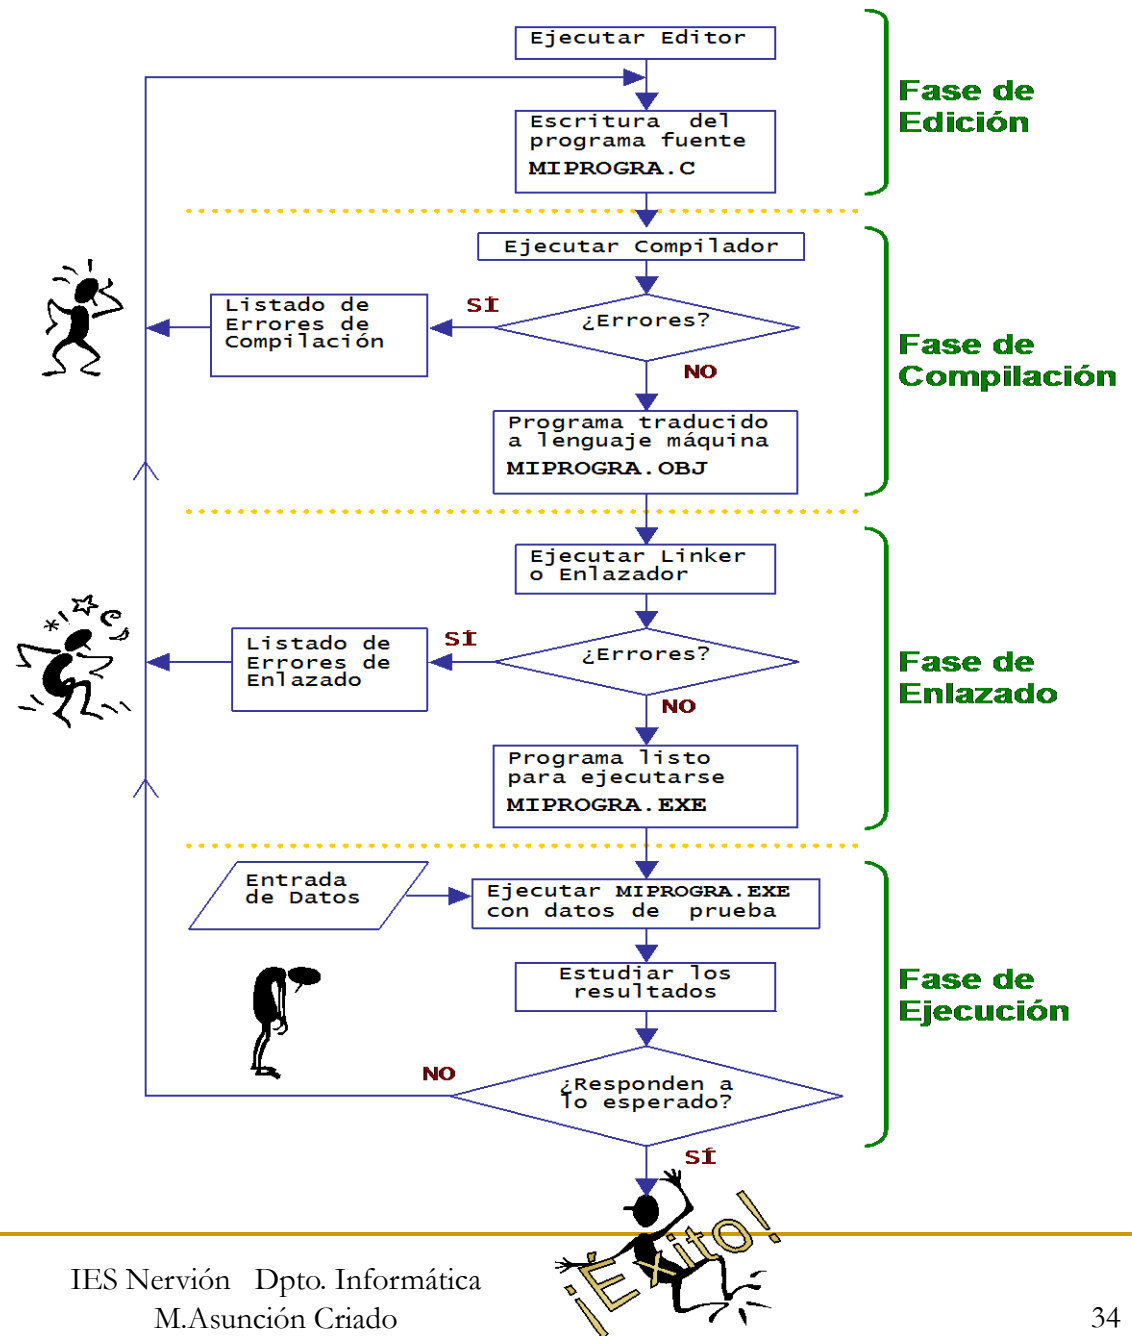 Ejecutar Editor
Fase de
Edición
Escritura del
programa fuente
MIPROGRA.C
Ejecutar Compilador
Listado de
Errores de
Compilación
SÍ
¿Errores?
NO
Fase de
Compilación
Programa traducido
a lenguaje máquina
MIPROGRA.OBJ
Ejecutar Linker
o Enlazador
Listado de
Errores de
Enlazado
SÍ
¿Errores?
NO
Fase de
Enlazado
Programa listo
para ejecutarse
MIPROGRA.EXE
Entrada
de Datos
Ejecutar MIPROGRA.EXE
con datos de prueba
Estudiar los
resultados
Fase de
Ejecución
NO
¿Responden a
lo esperado?
SÍ
¡Éxito!
IES Nervión Dpto. Informática
M.Asunción Criado
34